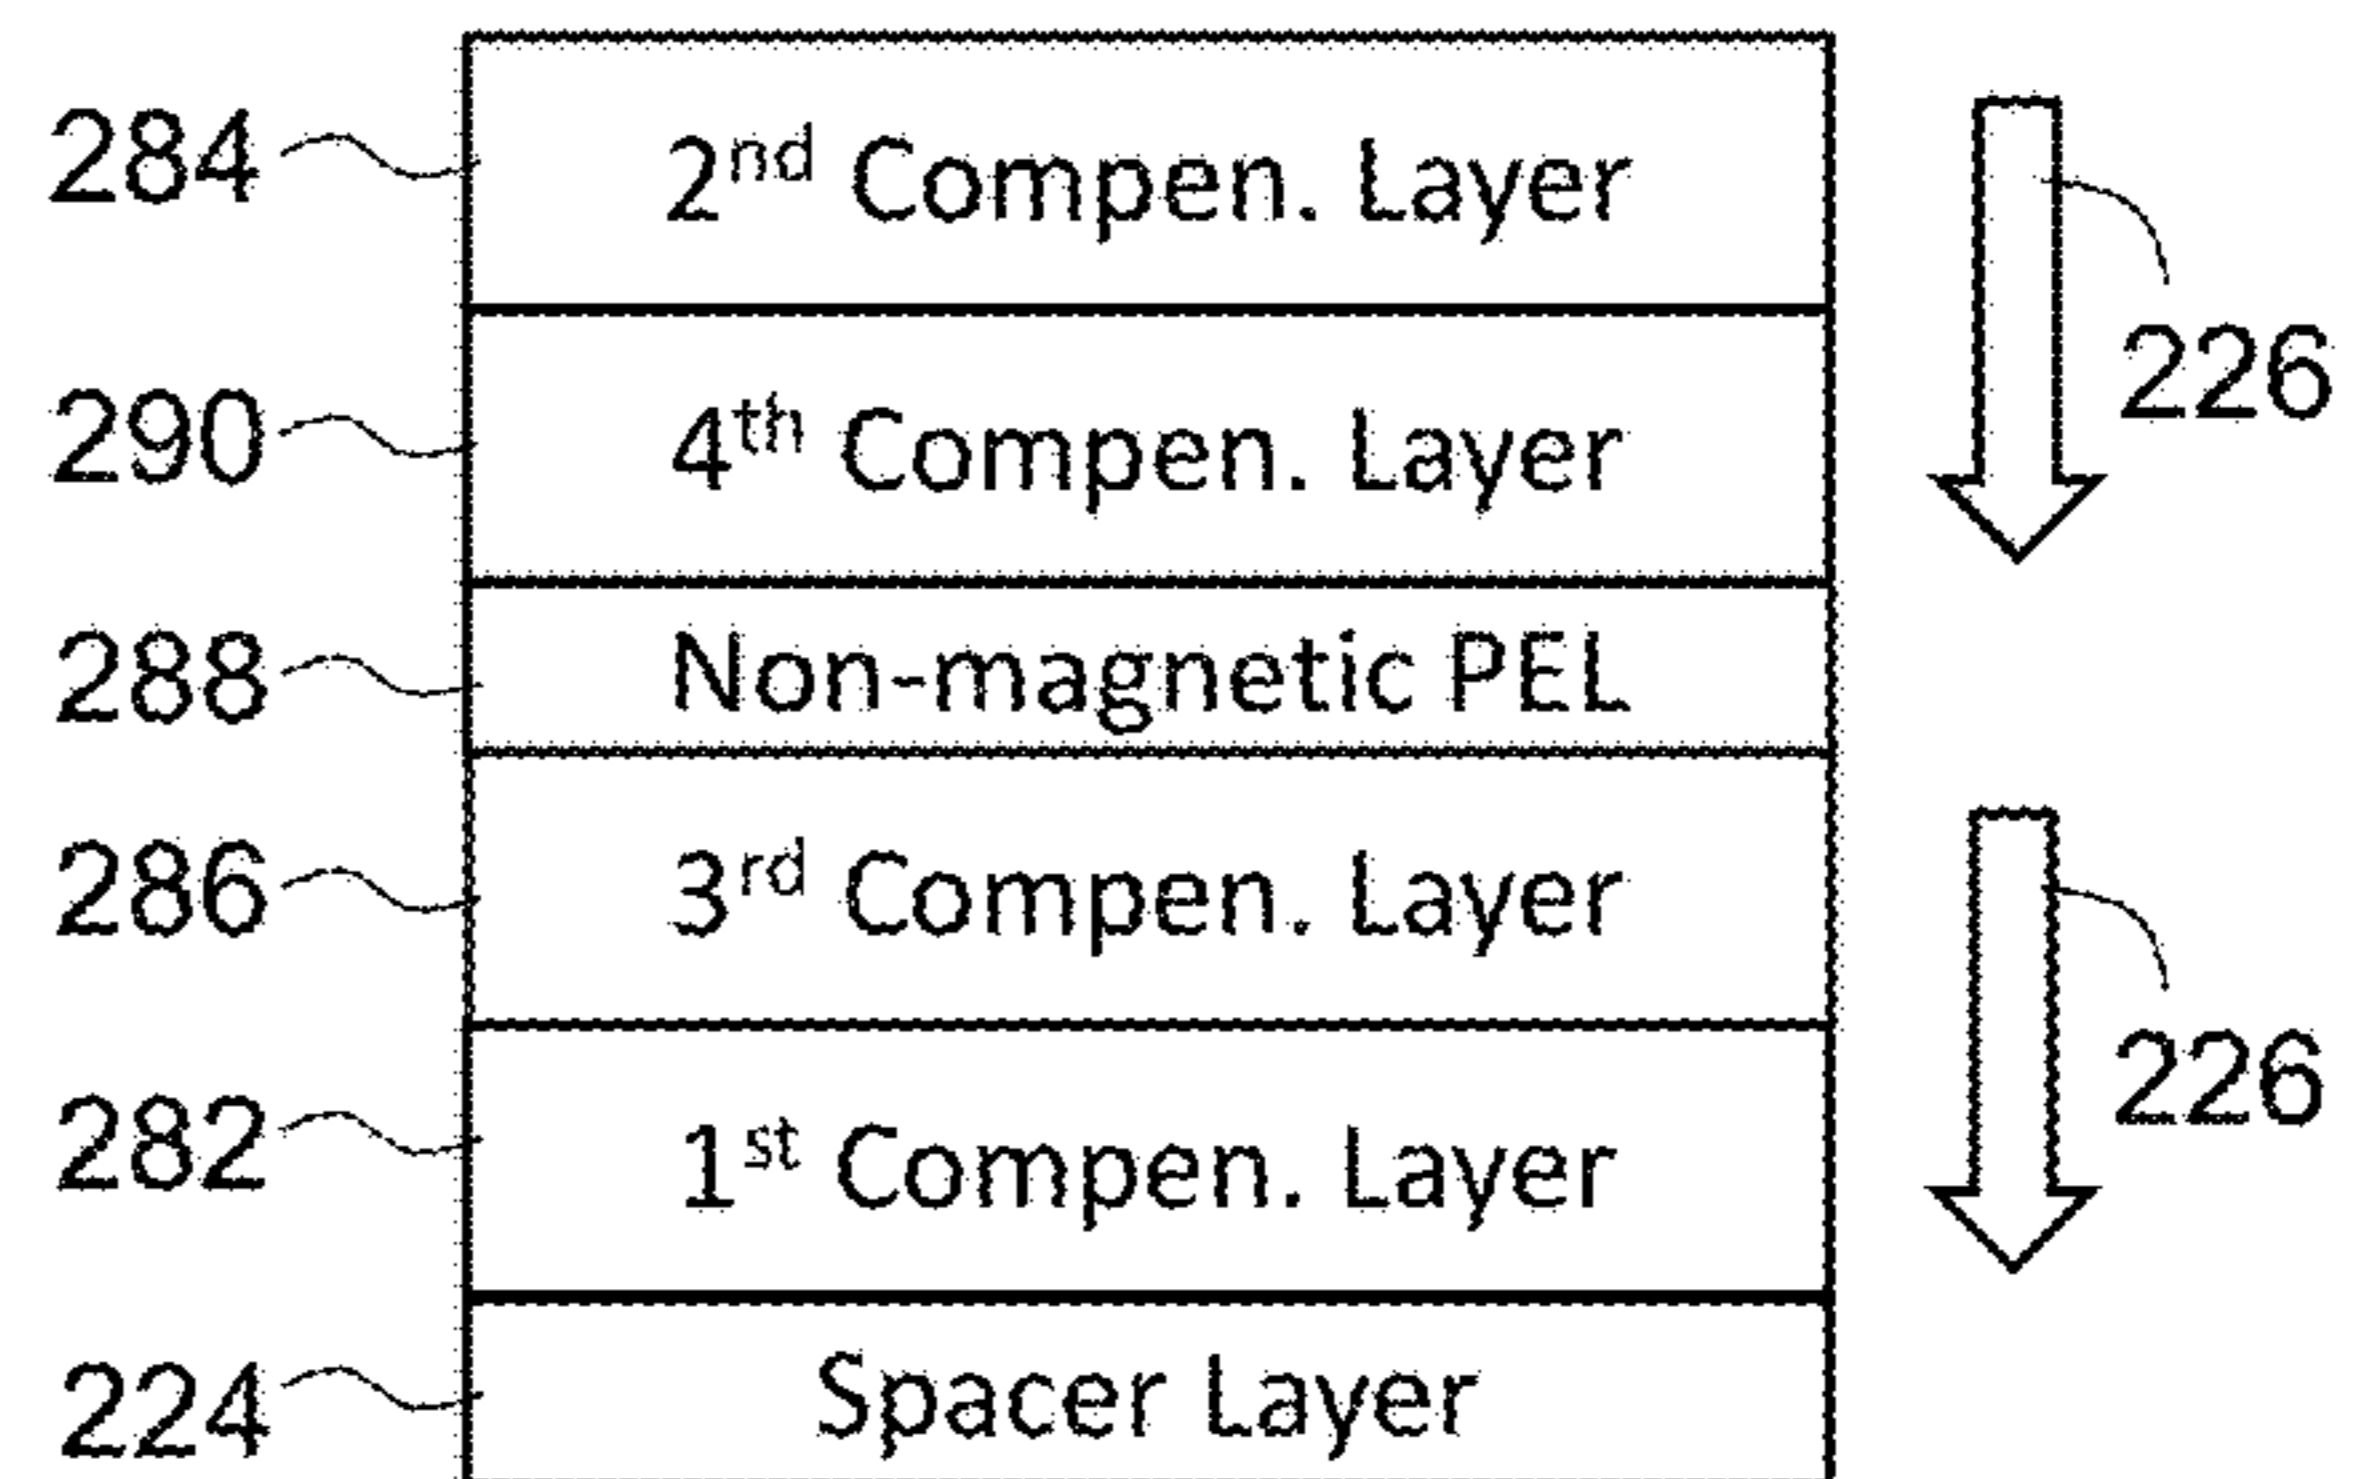 284 2nd Compen. Layer
226
290 4th Compen. Layer
288 Non-magnetic PEL
286 3rd Compen. Layer
226
282 1st Compen. Layer
224 Spacer Layer